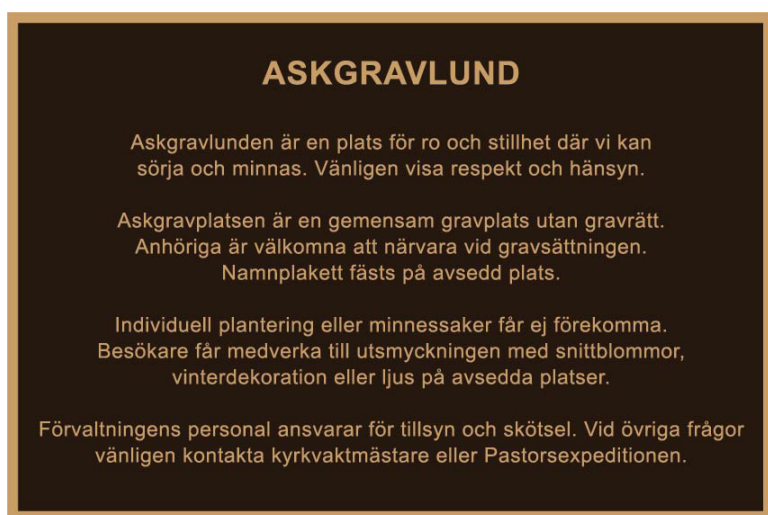 ASKGRAVLUND
Askgravlunden är en plats för ro och stillhet där vi kan
sörja och minnas. Vänligen visa respekt och hänsyn.
Askgravplatsen är en gemensam gravplats utan gravrätt.
Anhöriga är välkomna att närvara vid gravsättningen.
Namnplakett fästs på avsedd plats.
Individuell plantering eller minnessaker får ej förekomma.
Besökare får medverka till utsmyckningen med snittblommor,
vinterdekoration eller ljus på avsedda platser.
Förvaltningens personal ansvarar för tillsyn och skötsel. Vid övriga frågor
vänligen kontakta kyrkvaktmästare eller Pastorsexpeditionen.